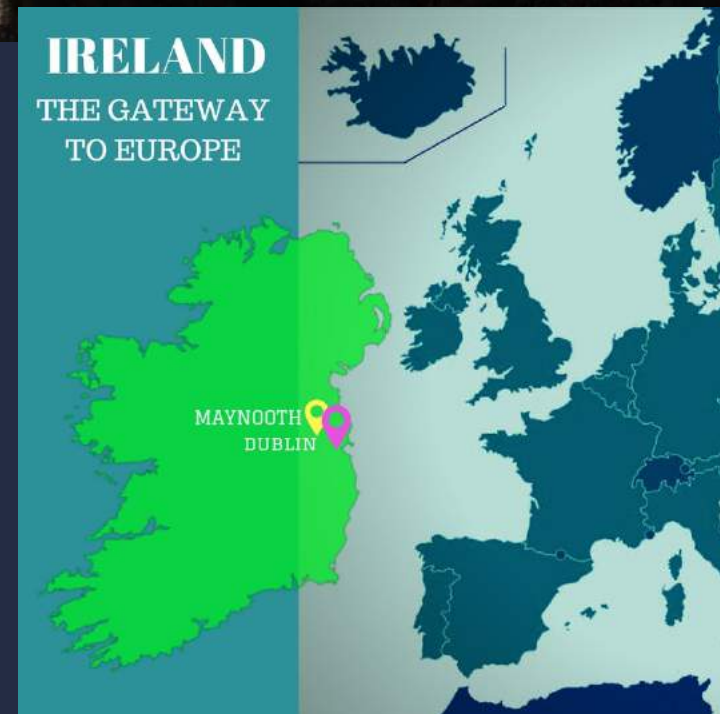 IRELAND
THE GATEWAY
TO EUROPE
MAYNOOTH
DUBLIN